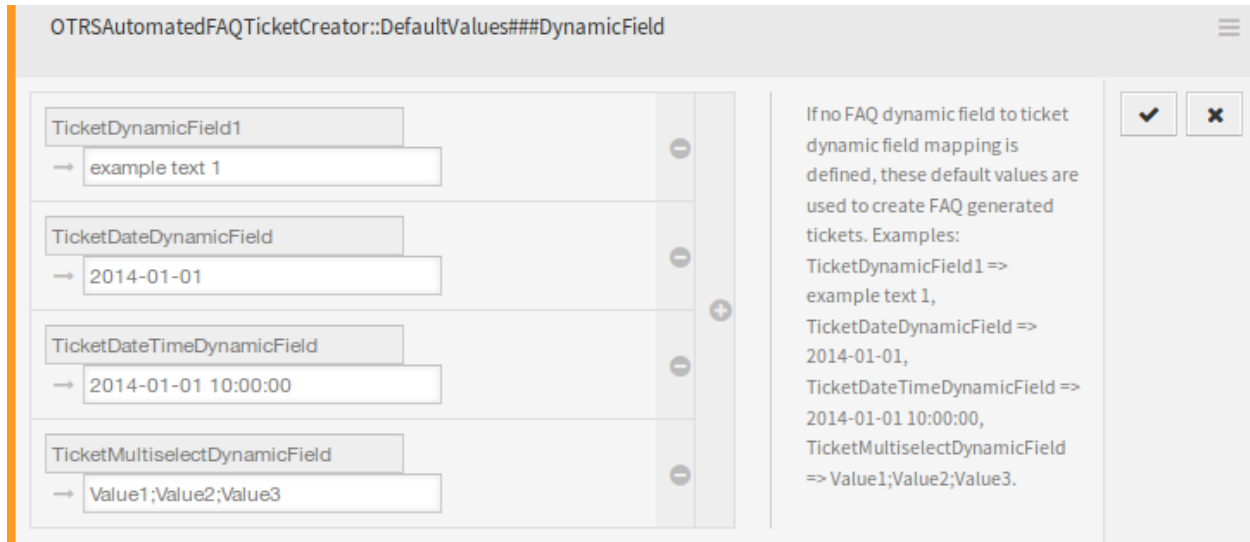 OTRSAutomatedFAQTicketCreator::DefaultValues###DynamicField
TicketDynamicField1
→ example text 1
TicketDateDynamicField
→ 2014-01-01
TicketDateTimeDynamicField
→ 2014-01-01 10:00:00
TicketMultiselectDynamicField
→ Value1;Value2;Value3
If no FAQ dynamic field to ticket
dynamic field mapping is
defined, these default values are
used to create FAQ generated
tickets. Examples:
TicketDynamicField1 =>
example text 1,
TicketDateDynamicField =>
2014-01-01,
TicketDateTimeDynamicField =>
2014-01-01 10:00:00,
TicketMultiselectDynamicField
=> Value1;Value2;Value3.